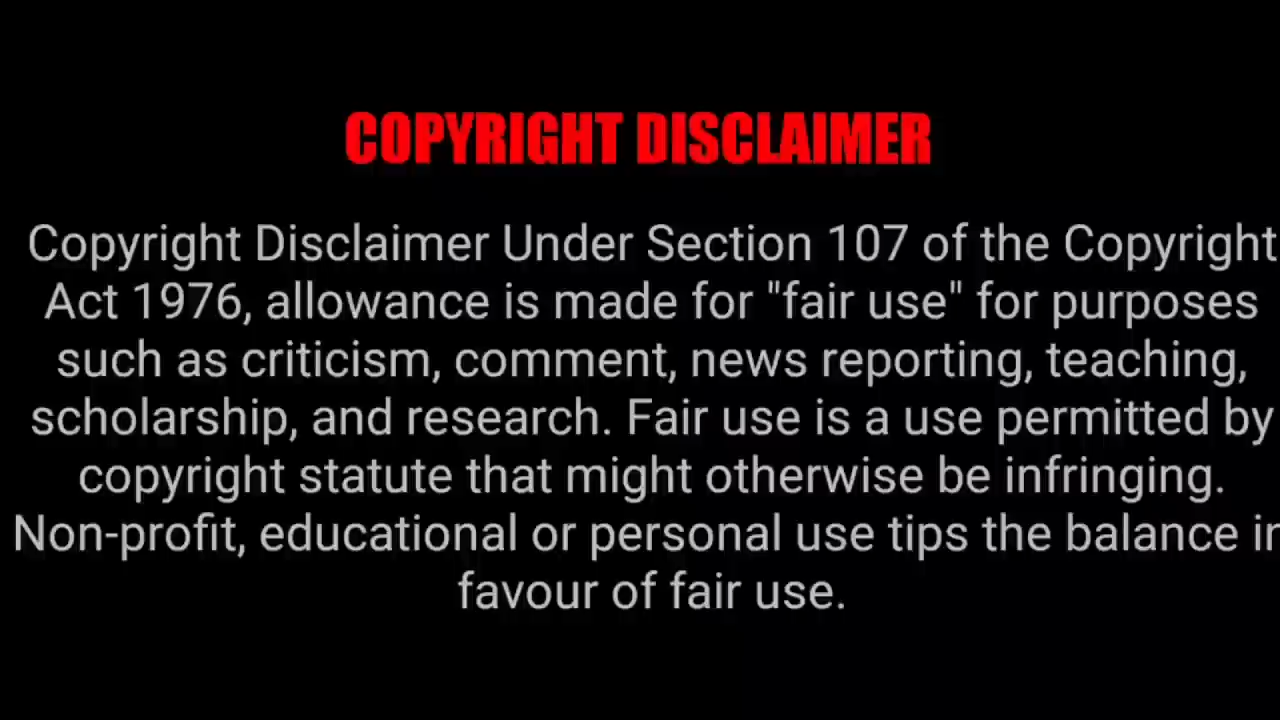 COPYRIGHT DISCLAIMER
Copyright Disclaimer Under Section 107 of the Copyright
Act 1976, allowance is made for "fair use" for purposes
such as criticism, comment, news reporting, teaching,
scholarship, and research. Fair use is a use permitted by
copyright statute that might otherwise be infringing.
Non-profit, educational or personal use tips the balance in
favour of fair use.